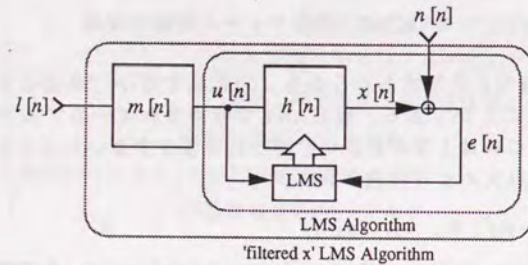 n [n]
l [n]
m [n]
u [n]
h [n]
x [n]
e [n]
LMS
LMS Algorithm
'filtered x' LMS Algorithm